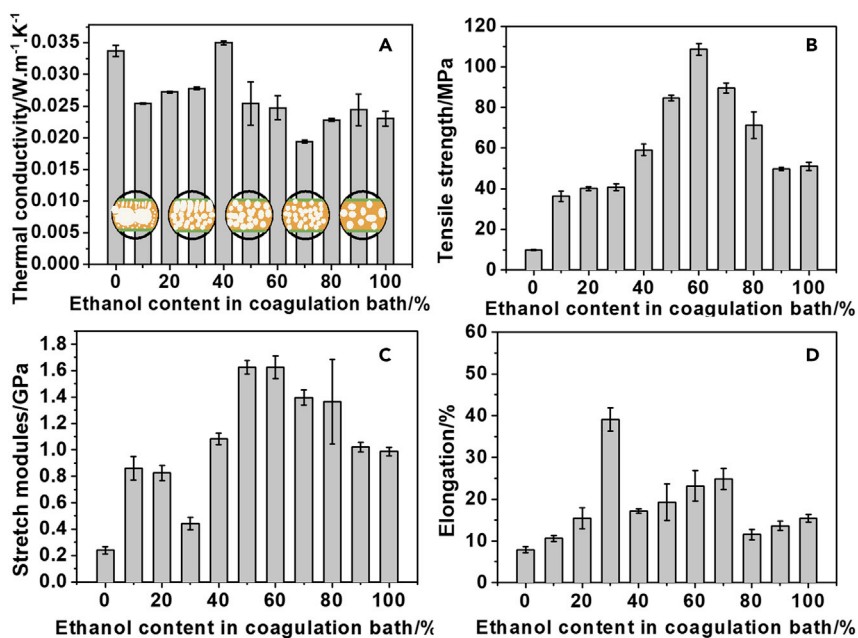 A
Thermal conductivity/W.m⁻¹.K⁻¹
0.035
0.030
0.025
0.020
0.015
0.010
0.005
0.000
0 20 40 60 80 100
Ethanol content in coagulation bath/%
B
Tensile strength/MPa
120
100
80
60
40
20
0
0 20 40 60 80 100
Ethanol content in coagulation bath/%
C
Stretch modules/GPa
1.8
1.6
1.4
1.2
1.0
0.8
0.6
0.4
0.2
0.0
0 20 40 60 80 100
Ethanol content in coagulation bath/%
D
Elongation/%
60
50
40
30
20
10
0
0 20 40 60 80 100
Ethanol content in coagulation bath/%